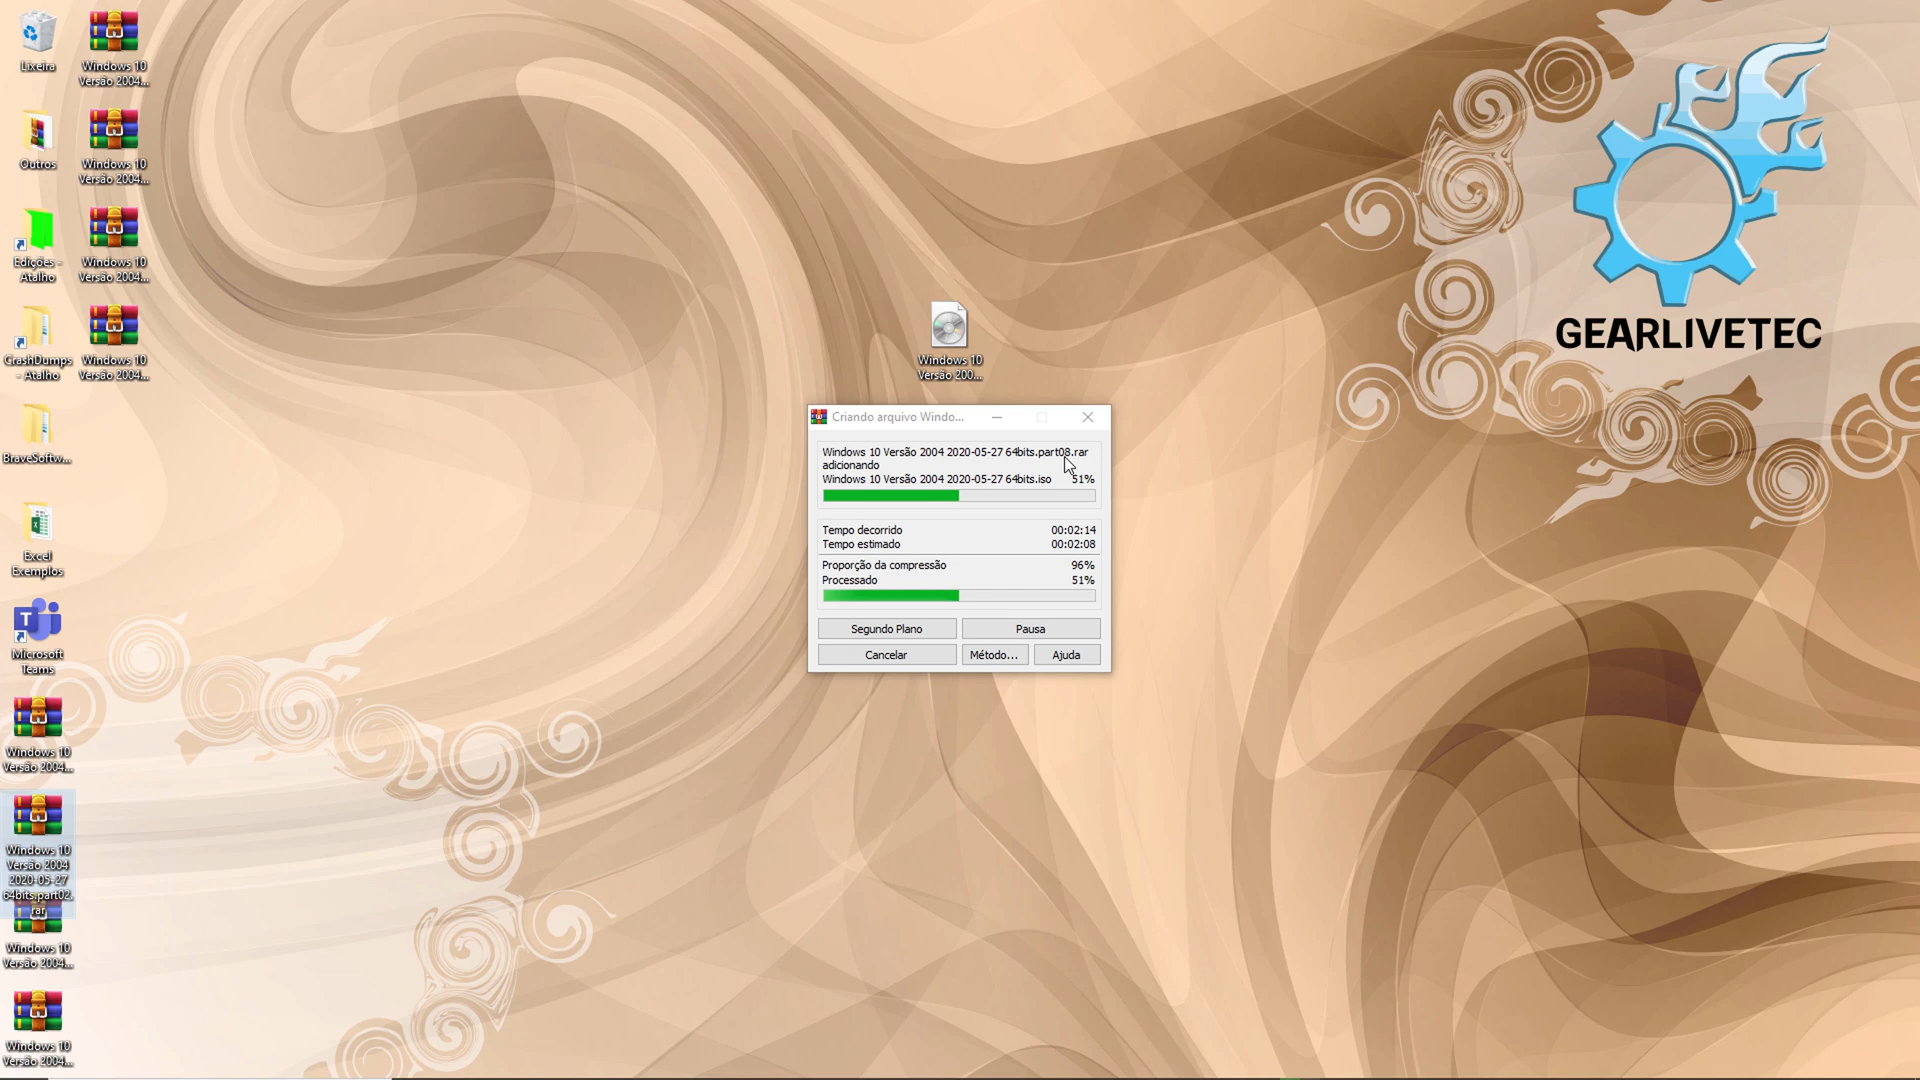 Lixeira
Windows 10
Versão 2004...
Outros
Windows 10
Versão 2004...
Edições -
Atalho
Windows 10
Versão 2004...
CrashDumps
- Atalho
Windows 10
Versão 2004...
BraveSoftw...
Excel
Exemplos
Microsoft
Teams
Windows 10
Versão 2004...
Windows 10
Versão 2004
2020-05-27
64bits.part02.
rar
Windows 10
Versão 2004...
Windows 10
Versão 2004...
Windows 10
Versão 200...
GEARLIVETEC
Criando arquivo Windo...
Windows 10 Versão 2004 2020-05-27 64bits.part08.rar
adicionando
Windows 10 Versão 2004 2020-05-27 64bits.iso 51%
Tempo decorrido 00:02:14
Tempo estimado 00:02:08
Proporção da compressão 96%
Processado 51%
Segundo Plano Pausa
Cancelar Método... Ajuda